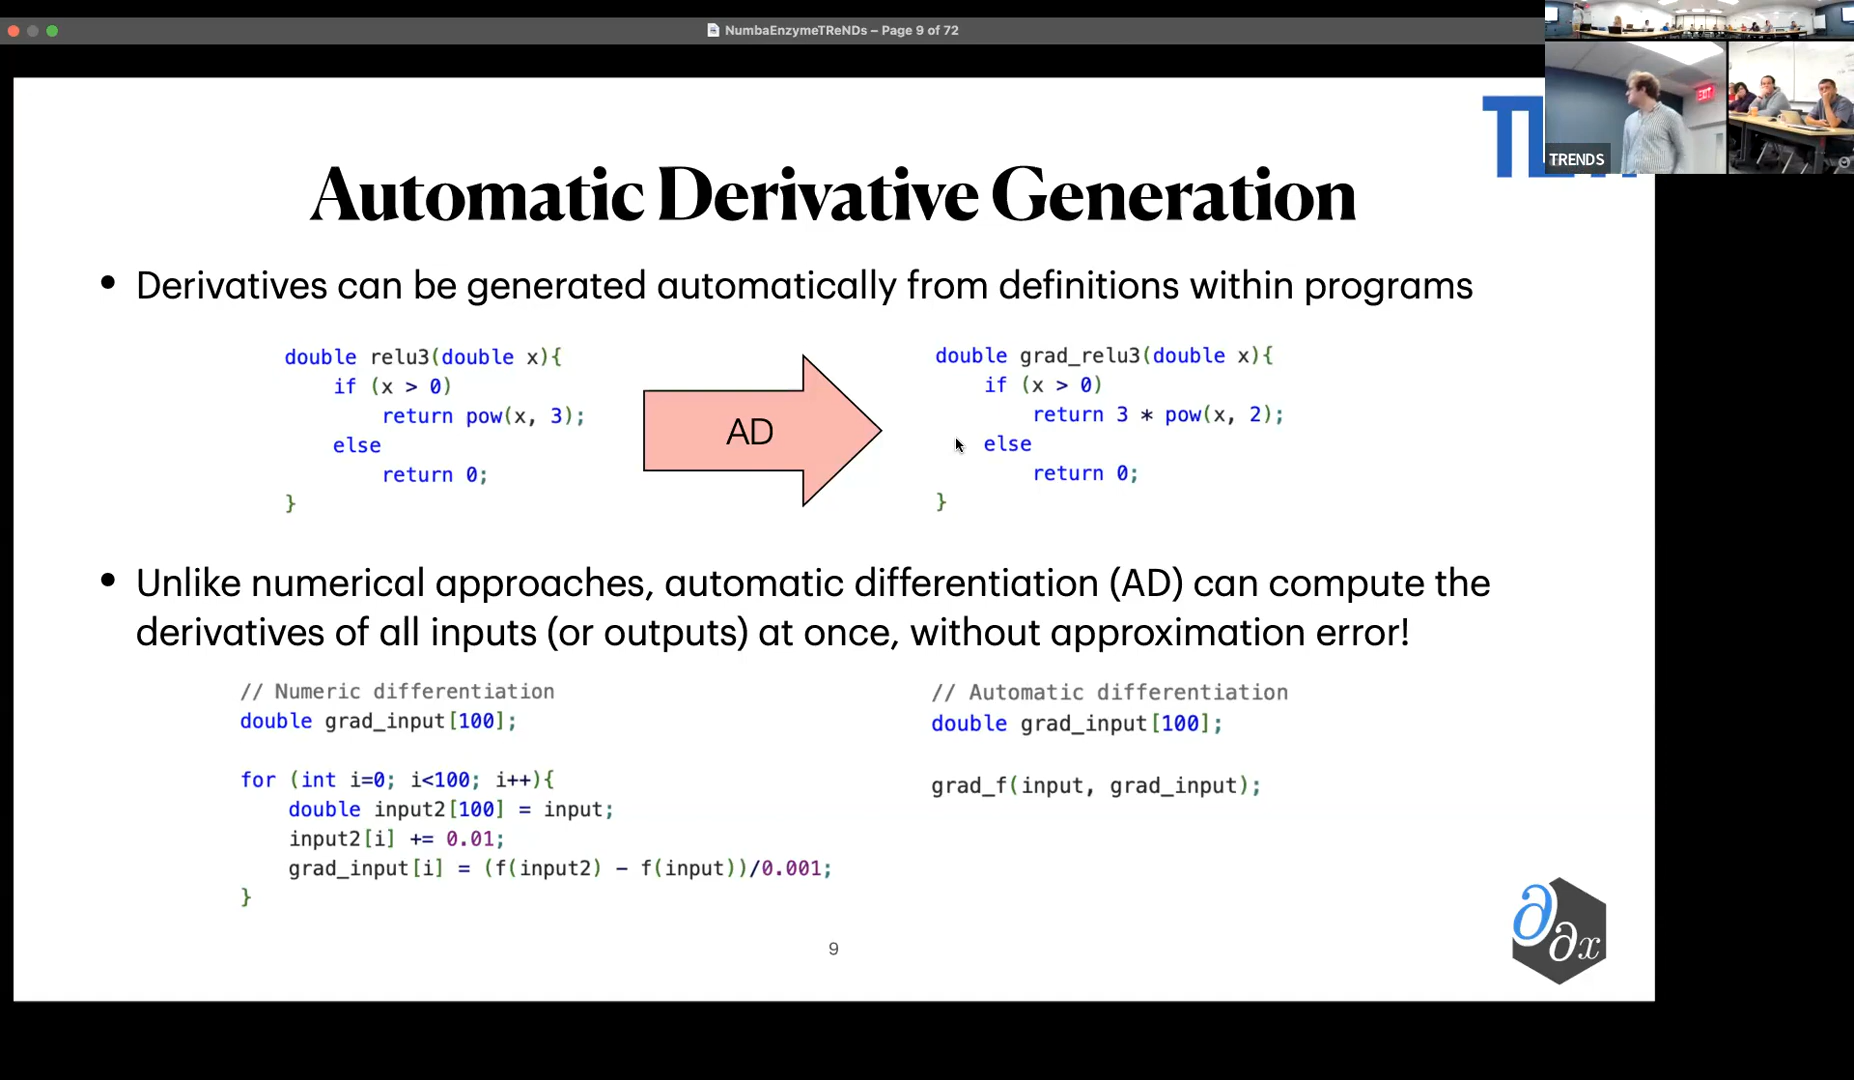 NumbaEnzymeTReNDs – Page 9 of 72
TRENDS
EXIT
Automatic Derivative Generation
• Derivatives can be generated automatically from definitions within programs
double relu3(double x){
if (x > 0)
return pow(x, 3);
else
return 0;
}
AD
double grad_relu3(double x){
if (x > 0)
return 3 * pow(x, 2);
else
return 0;
}
• Unlike numerical approaches, automatic differentiation (AD) can compute the
derivatives of all inputs (or outputs) at once, without approximation error!
// Numeric differentiation
double grad_input[100];
for (int i=0; i<100; i++){
double input2[100] = input;
input2[i] += 0.01;
grad_input[i] = (f(input2) - f(input))/0.001;
}
// Automatic differentiation
double grad_input[100];
grad_f(input, grad_input);
9
∂
∂x